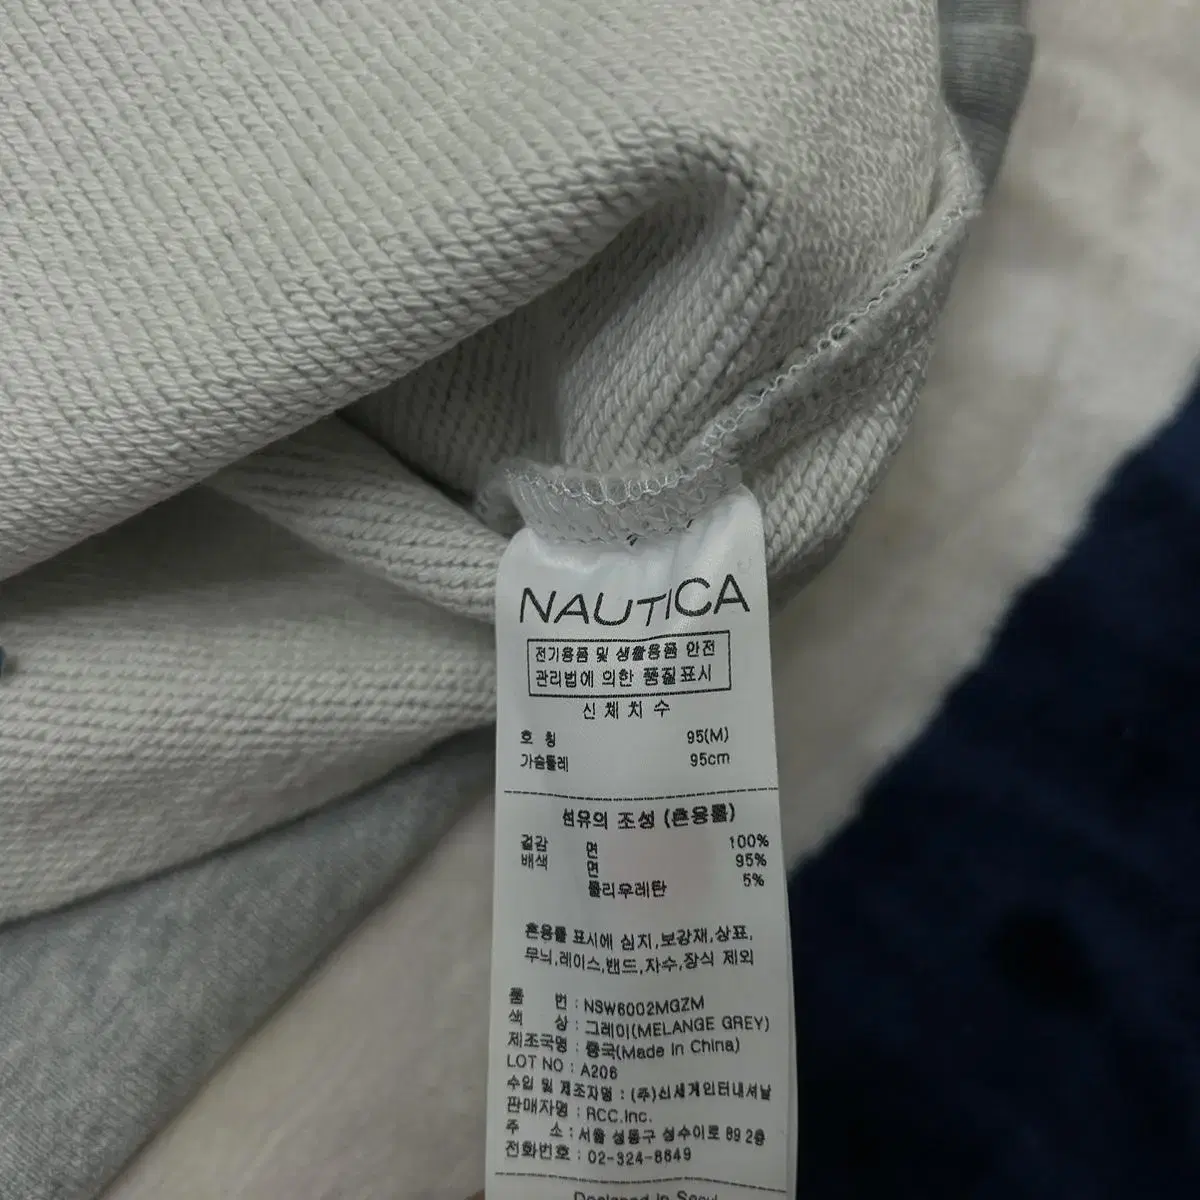 NAUTICA
전기용품 및 생활용품 안전
관리법에 의한 품질표시
신 체 치 수
호 칭 95(M)
가슴둘레 95cm
섬유의 조성 (혼용률)
겉감 면 100%
배색 면 95%
폴리우레탄 5%
혼용률 표시에 심지,보강재,상표,
무늬,레이스,밴드,자수,장식 제외
품 번 : NSW6002MGZM
색 상 : 그레이(MELANGE GREY)
제조국명 : 중국(Made in China)
LOT NO : A206
수입 및 제조자명 : (주)신세계인터내셔날
판매자명 : RCC.Inc.
주 소 : 서울 성동구 성수이로 89 2층
전화번호 : 02-324-8849
Designed in Seoul